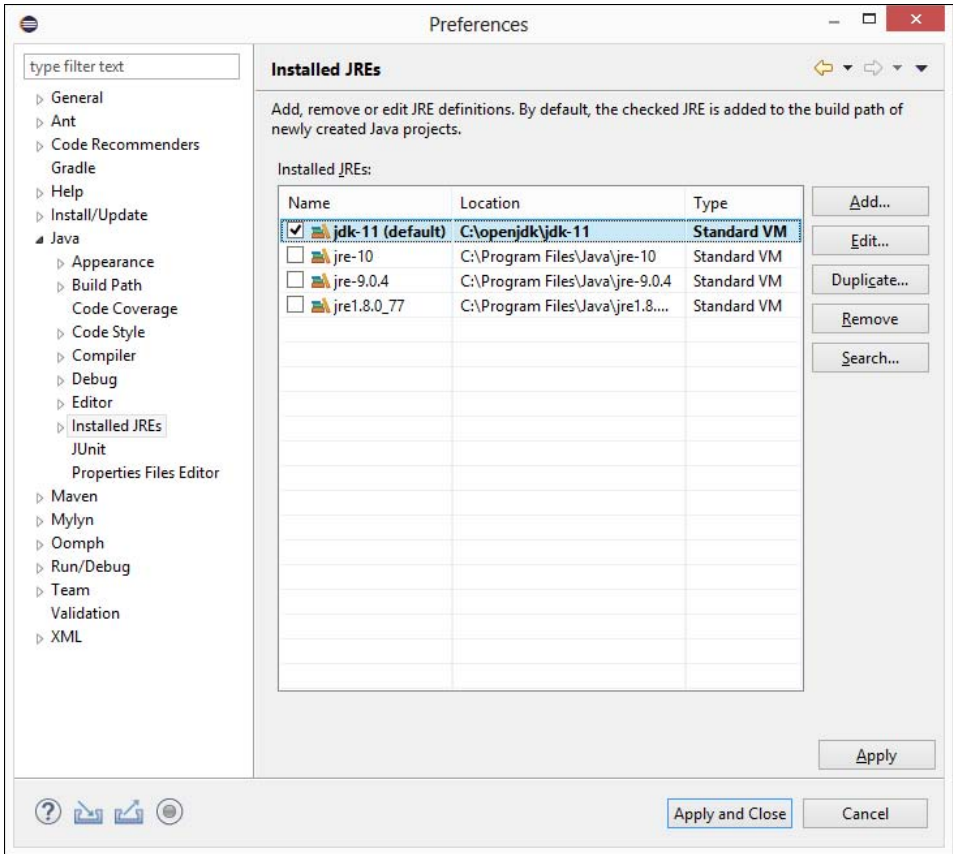 Preferences
type filter text
General
Ant
Code Recommenders
Gradle
Help
Install/Update
Java
Appearance
Build Path
Code Coverage
Code Style
Compiler
Debug
Editor
Installed JREs
JUnit
Properties Files Editor
Maven
Mylyn
Oomph
Run/Debug
Team
Validation
XML
Installed JREs
Add, remove or edit JRE definitions. By default, the checked JRE is added to the build path of
newly created Java projects.
Installed JREs:
Name Location Type
jdk-11 (default) C:\openjdk\jdk-11 Standard VM
jre-10 C:\Program Files\Java\jre-10 Standard VM
jre-9.0.4 C:\Program Files\Java\jre-9.0.4 Standard VM
jre1.8.0_77 C:\Program Files\Java\jre1.8.... Standard VM
Add...
Edit...
Duplicate...
Remove
Search...
Apply
Apply and Close Cancel